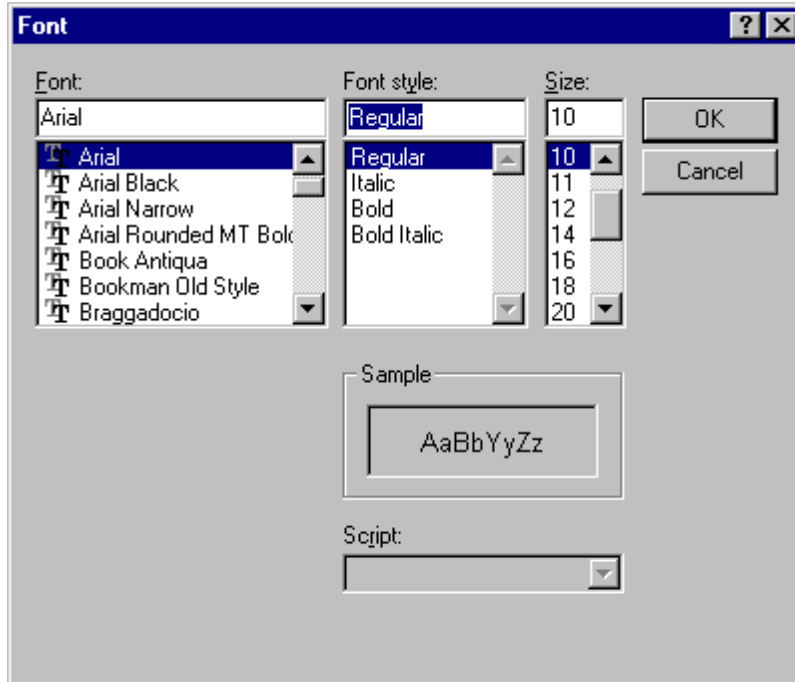 Font
Font:
Arial
Arial
Arial Black
Arial Narrow
Arial Rounded MT Bold
Book Antiqua
Bookman Old Style
Braggadocio
Font style:
Regular
Regular
Italic
Bold
Bold Italic
Size:
10
10
11
12
14
16
18
20
OK
Cancel
Sample
AaBbYyZz
Script: